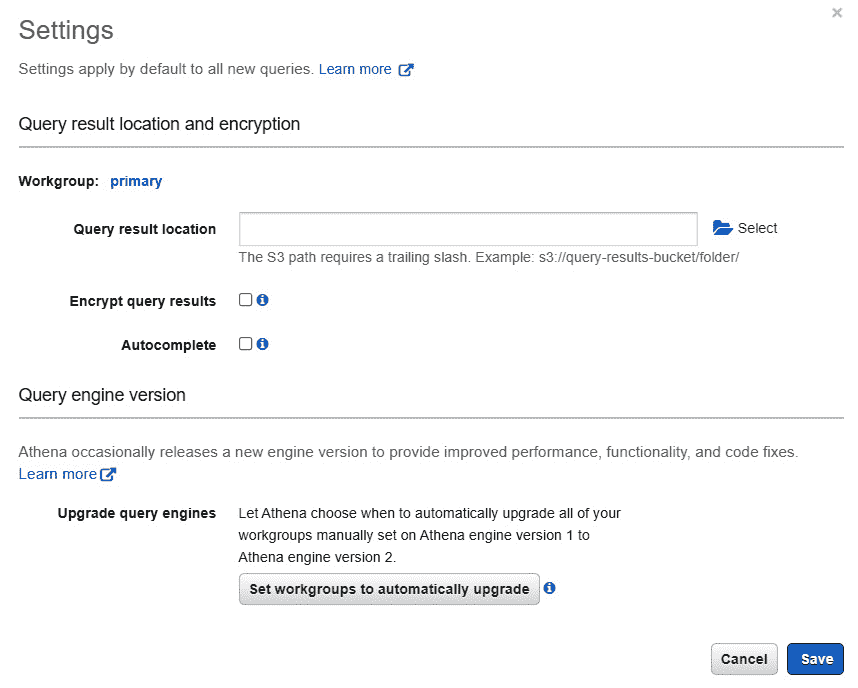 ×
Settings
Settings apply by default to all new queries. Learn more
Query result location and encryption
Workgroup: primary
Query result location
Select
The S3 path requires a trailing slash. Example: s3://query-results-bucket/folder/
Encrypt query results
Autocomplete
Query engine version
Athena occasionally releases a new engine version to provide improved performance, functionality, and code fixes.
Learn more
Upgrade query engines
Let Athena choose when to automatically upgrade all of your
workgroups manually set on Athena engine version 1 to
Athena engine version 2.
Set workgroups to automatically upgrade
Cancel
Save